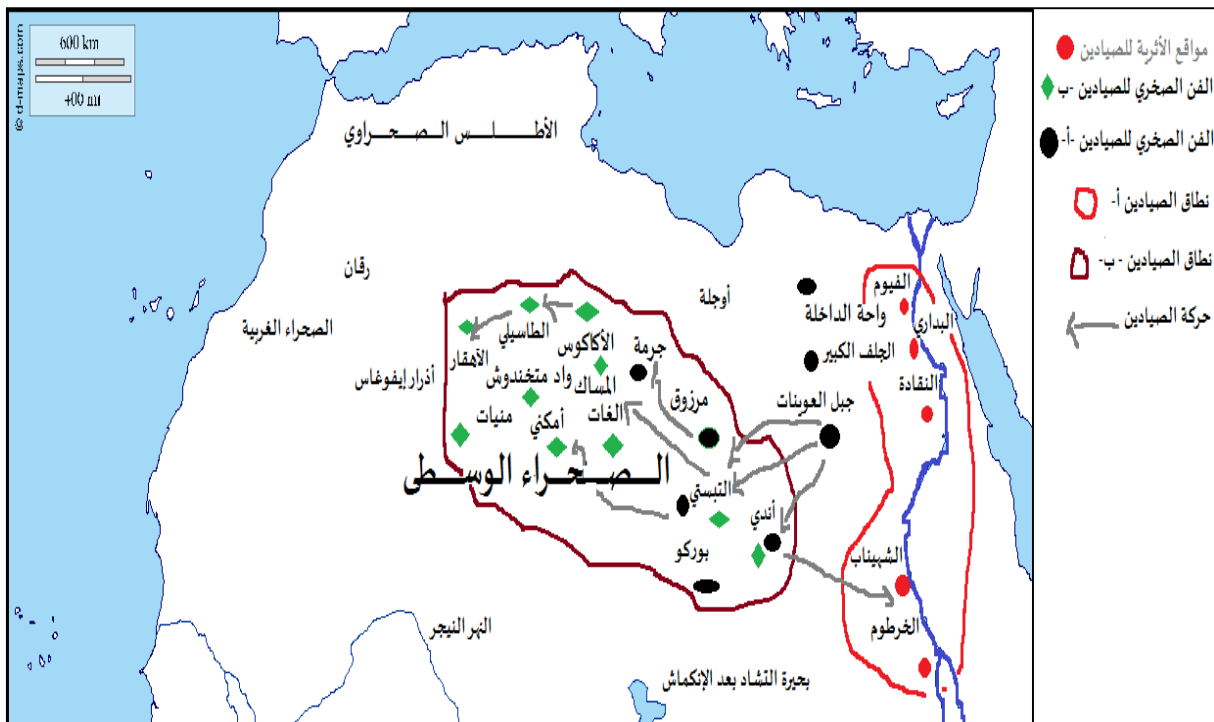 600 km
400 mi
© d-maps.com
مواقع الأثرية للصيادين
الفن الصخري للصيادين -ب
الفن الصخري للصيادين -أ-
نطاق الصيادين أ-
نطاق الصيادين -ب-
حركة الصيادين
الأطلس الصحراوي
رقان
الصحراء الغربية
أدرار إيفوغاس
أوجلة
الفيوم
واحة الداخلة
البداري
الجلف الكبير
النقادة
جبل العوينات
الطاسيلي
الأكاكوس
الأهقار
جرمة
المساك
واد متخندوش
مرزوق
منيات
أمكني
الغات
الصحراء الوسطى
التبستي
أندي
بوركو
الشهيناب
الخرطوم
النهر النيجر
بحيرة التشاد بعد الإنكماش